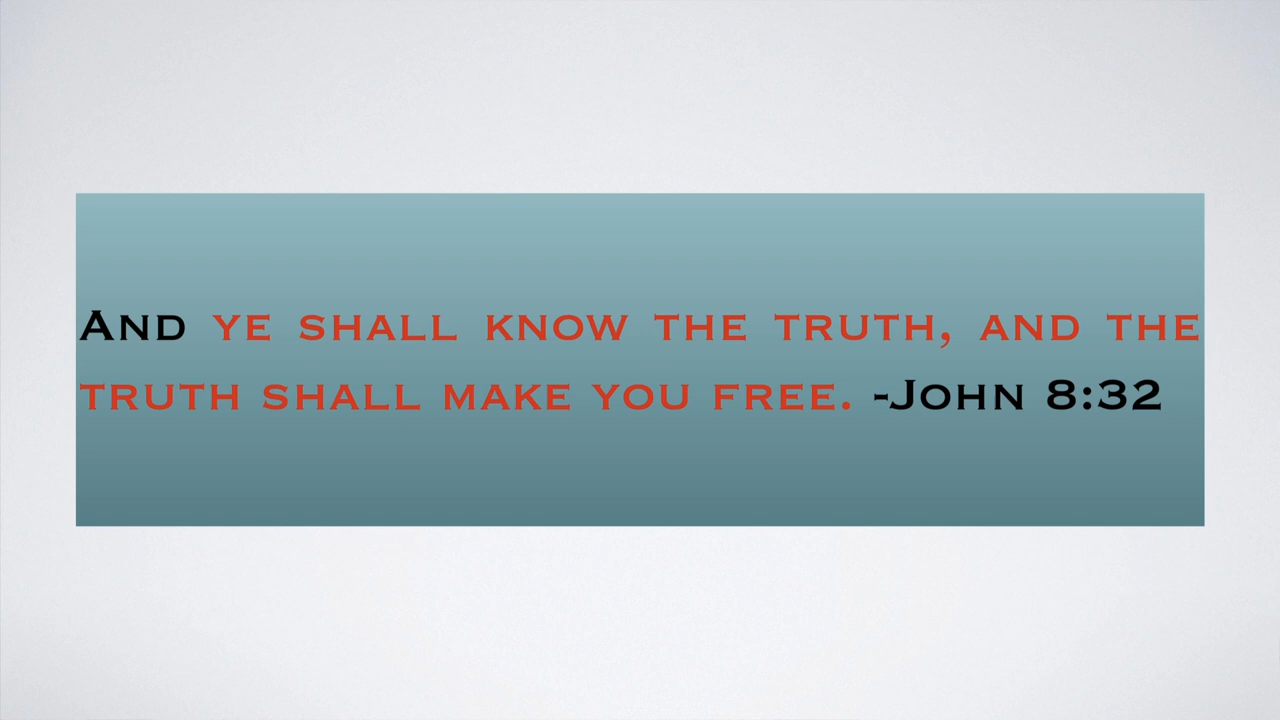 And ye shall know the truth, and the
truth shall make you free. -John 8:32